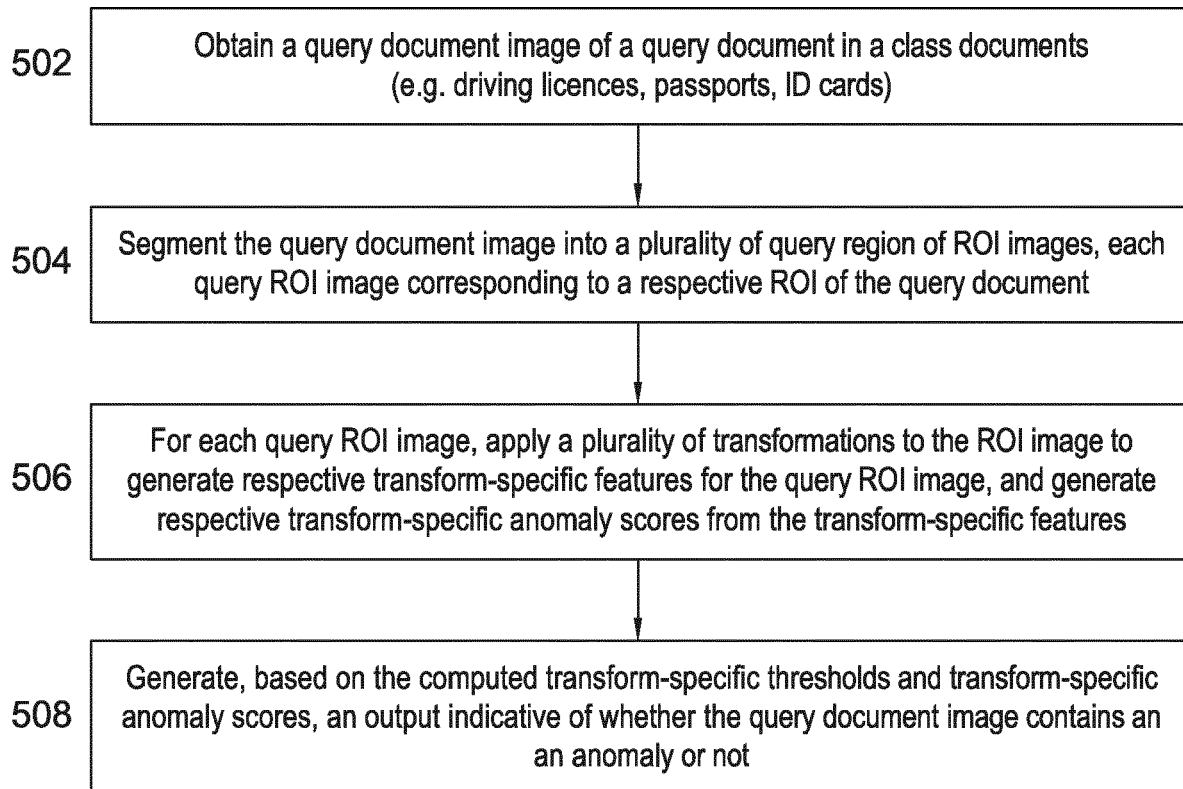 502
Obtain a query document image of a query document in a class documents
(e.g. driving licences, passports, ID cards)
504
Segment the query document image into a plurality of query region of ROI images, each
query ROI image corresponding to a respective ROI of the query document
506
For each query ROI image, apply a plurality of transformations to the ROI image to
generate respective transform-specific features for the query ROI image, and generate
respective transform-specific anomaly scores from the transform-specific features
508
Generate, based on the computed transform-specific thresholds and transform-specific
anomaly scores, an output indicative of whether the query document image contains an
an anomaly or not